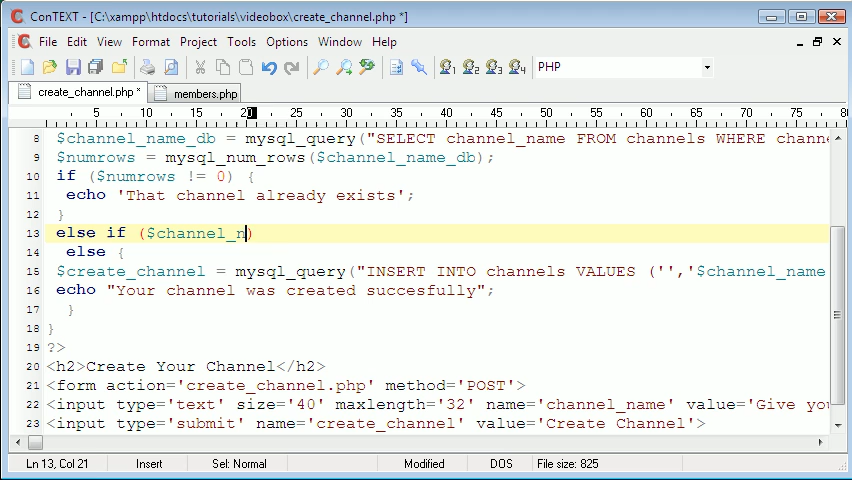 ConTEXT - [C:\xampp\htdocs\tutorials\videobox\create_channel.php *]
File Edit View Format Project Tools Options Window Help
1 2 3 4 PHP
create_channel.php * members.php
5 10 15 20 25 30 35 40 45 50 55 60 65 70 75 80
8 $channel_name_db = mysql_query("SELECT channel_name FROM channels WHERE channe
9 $numrows = mysql_num_rows($channel_name_db);
10 if ($numrows != 0) {
11 echo 'That channel already exists';
12 }
13 else if ($channel_n)
14 else {
15 $create_channel = mysql_query("INSERT INTO channels VALUES ('','$channel_name
16 echo "Your channel was created succesfully";
17 }
18 }
19 ?>
20 <h2>Create Your Channel</h2>
21 <form action='create_channel.php' method='POST'>
22 <input type='text' size='40' maxlength='32' name='channel_name' value='Give you
23 <input type='submit' name='create_channel' value='Create Channel'>
Ln 13, Col 21 Insert Sel: Normal Modified DOS File size: 825